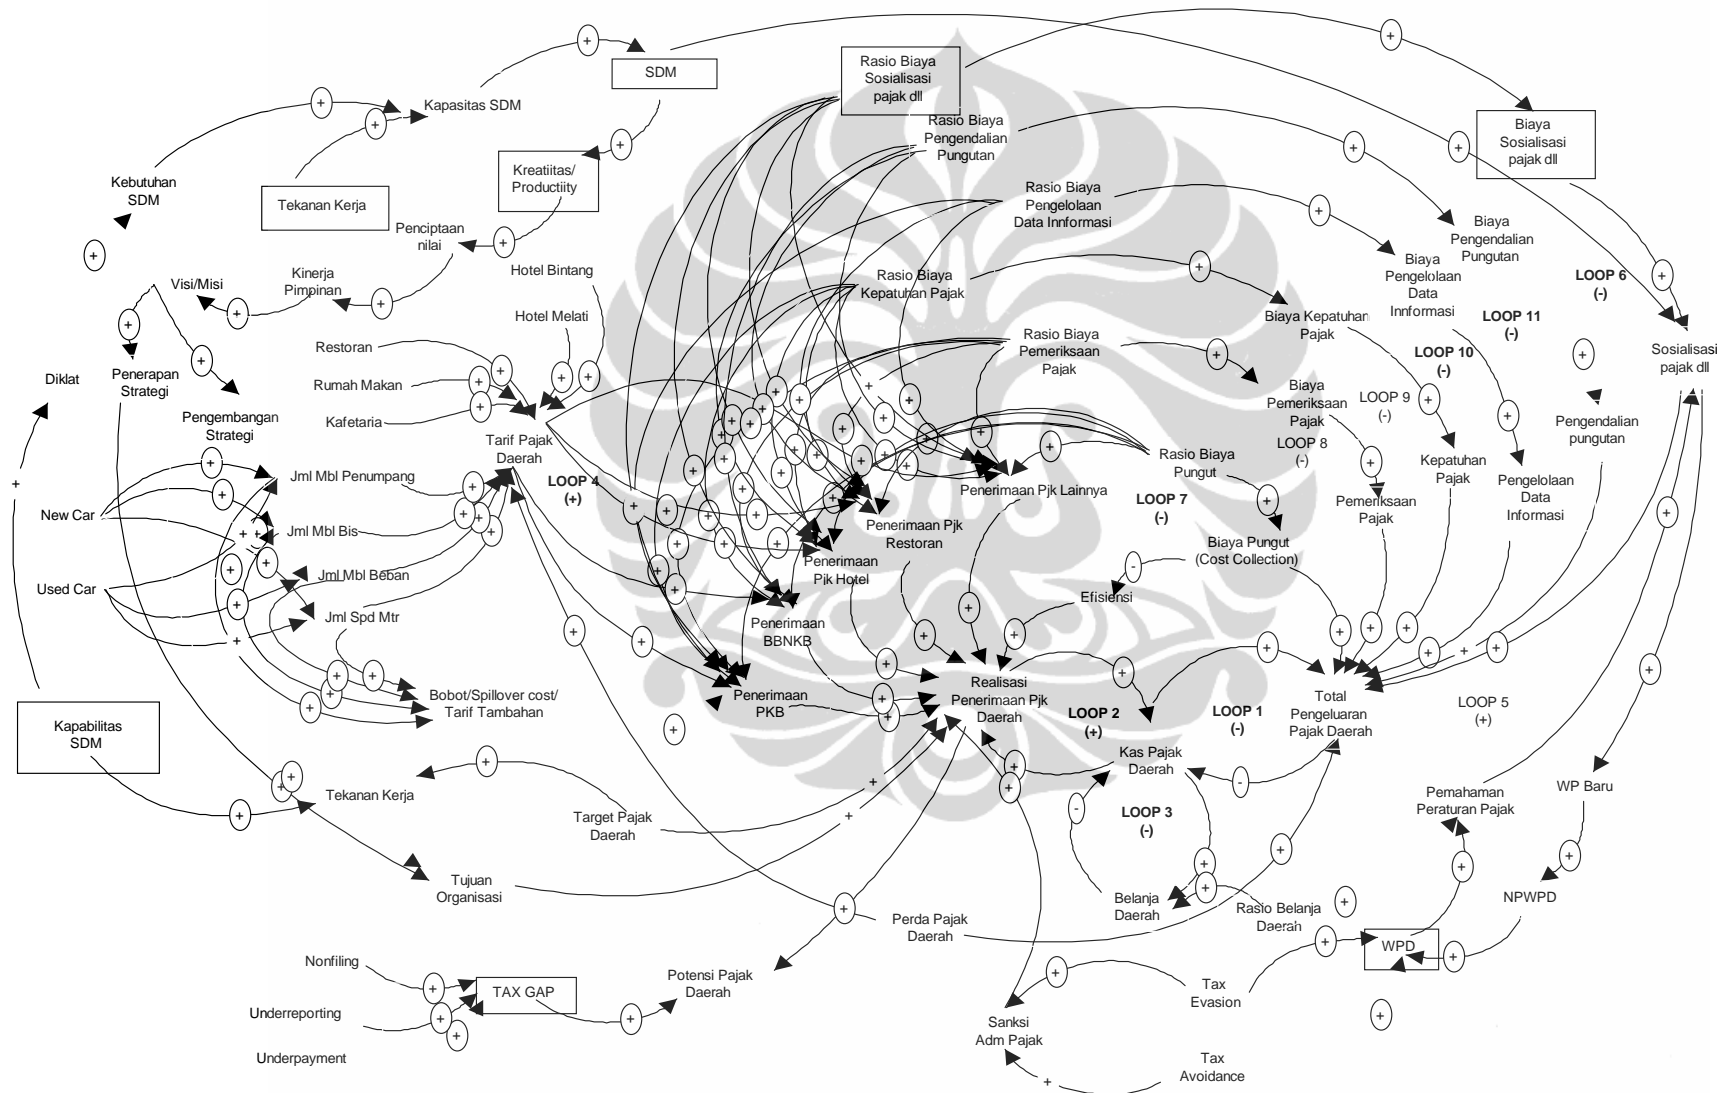 SDM
Rasio Biaya
Sosialisasi
pajak dll
Kapasitas SDM
Rasio Biaya
Pengendalian
Pungutan
Biaya
Sosialisasi
pajak dll
Kebutuhan
SDM
Tekanan Kerja
Kreatiitas/
Productiity
Rasio Biaya
Pengelolaan
Data Innformasi
Penciptaan
nilai
Biaya
Pengendalian
Pungutan
Hotel Bintang
Kinerja
Pimpinan
Visi/Misi
Rasio Biaya
Kepatuhan Pajak
Biaya
Pengelolaan
Data
Innformasi
LOOP 6
(-)
Hotel Melati
Biaya Kepatuhan
Pajak
LOOP 11
(-)
Restoran
Rasio Biaya
Pemeriksaan
Pajak
Sosialisasi
pajak dll
LOOP 10
(-)
Diklat
Penerapan
Strategi
Rumah Makan
Biaya
Pemeriksaan
Pajak
LOOP 9
(-)
Kafetaria
Pengembangan
Strategi
Pengendalian
pungutan
Tarif Pajak
Daerah
LOOP 8
(-)
Rasio Biaya
Pungut
Kepatuhan
Pajak
Jml Mbl Penumpang
LOOP 4
(+)
Penerimaan Pjk Lainnya
LOOP 7
(-)
Pemeriksaan
Pajak
Pengelolaan
Data
Informasi
New Car
Jml Mbl Bis
Penerimaan Pjk
Restoran
Biaya Pungut
(Cost Collection)
Penerimaan
Pjk Hotel
Used Car
Jml Mbl Beban
Efisiensi
Jml Spd Mtr
Penerimaan
BBNKB
Bobot/Spillover cost/
Tarif Tambahan
Penerimaan
PKB
Realisasi
Penerimaan Pjk
Daerah
LOOP 2
(+)
LOOP 1
(-)
Total
Pengeluaran
Pajak Daerah
LOOP 5
(+)
Kapabilitas
SDM
Kas Pajak
Daerah
Tekanan Kerja
Target Pajak
Daerah
LOOP 3
(-)
Pemahaman
Peraturan Pajak
WP Baru
Tujuan
Organisasi
Belanja
Daerah
Rasio Belanja
Daerah
NPWPD
Perda Pajak
Daerah
WPD
Nonfiling
TAX GAP
Potensi Pajak
Daerah
Tax
Evasion
Underreporting
Sanksi
Adm Pajak
Underpayment
Tax
Avoidance